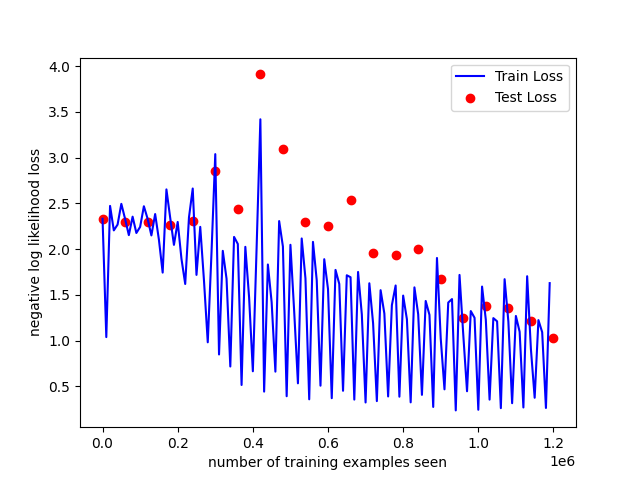 4.0
3.5
3.0
2.5
2.0
1.5
1.0
0.5
negative log likelihood loss
Train Loss
Test Loss
0.0 0.2 0.4 0.6 0.8 1.0 1.2
1e6
number of training examples seen